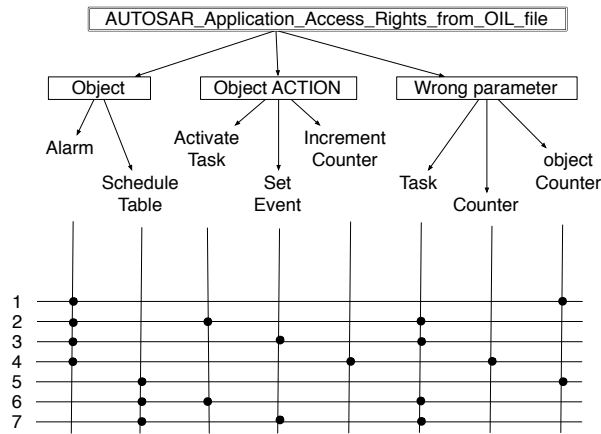 AUTOSAR_Application_Access_Rights_from_OIL_file
Object
Object ACTION
Wrong parameter
Alarm
Schedule
Table
Activate
Task
Set
Event
Increment
Counter
Task
Counter
object
Counter
1
2
3
4
5
6
7